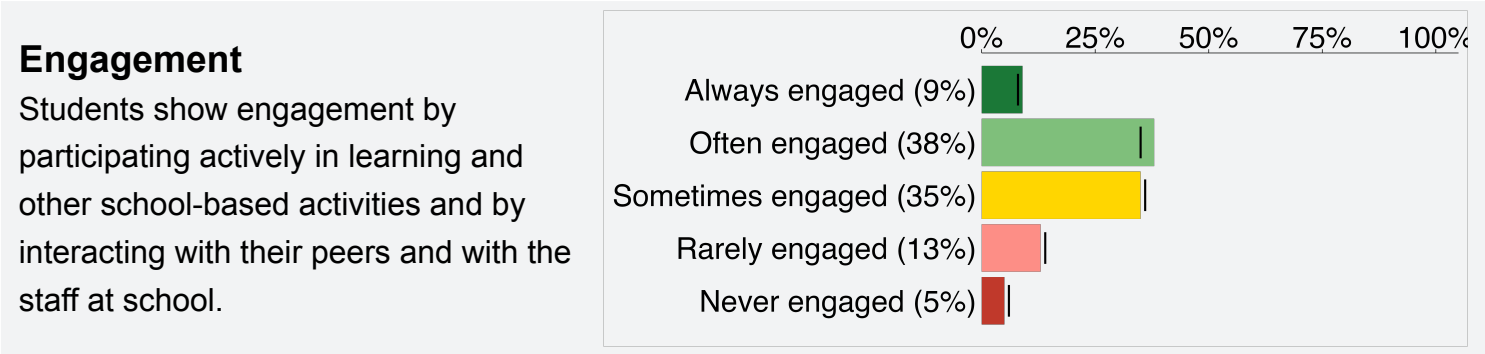 Engagement
Students show engagement by
participating actively in learning and
other school-based activities and by
interacting with their peers and with the
staff at school.
0% 25% 50% 75% 100%
Always engaged (9%)
Often engaged (38%)
Sometimes engaged (35%)
Rarely engaged (13%)
Never engaged (5%)